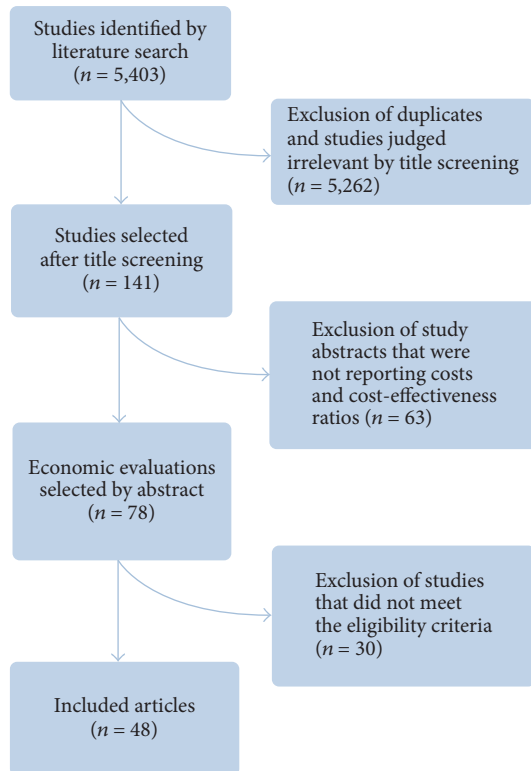 Studies identified by
literature search
(n = 5,403)
Exclusion of duplicates
and studies judged
irrelevant by title screening
(n = 5,262)
Studies selected
after title screening
(n = 141)
Exclusion of study
abstracts that were
not reporting costs
and cost-effectiveness
ratios (n = 63)
Economic evaluations
selected by abstract
(n = 78)
Exclusion of studies
that did not meet
the eligibility criteria
(n = 30)
Included articles
(n = 48)